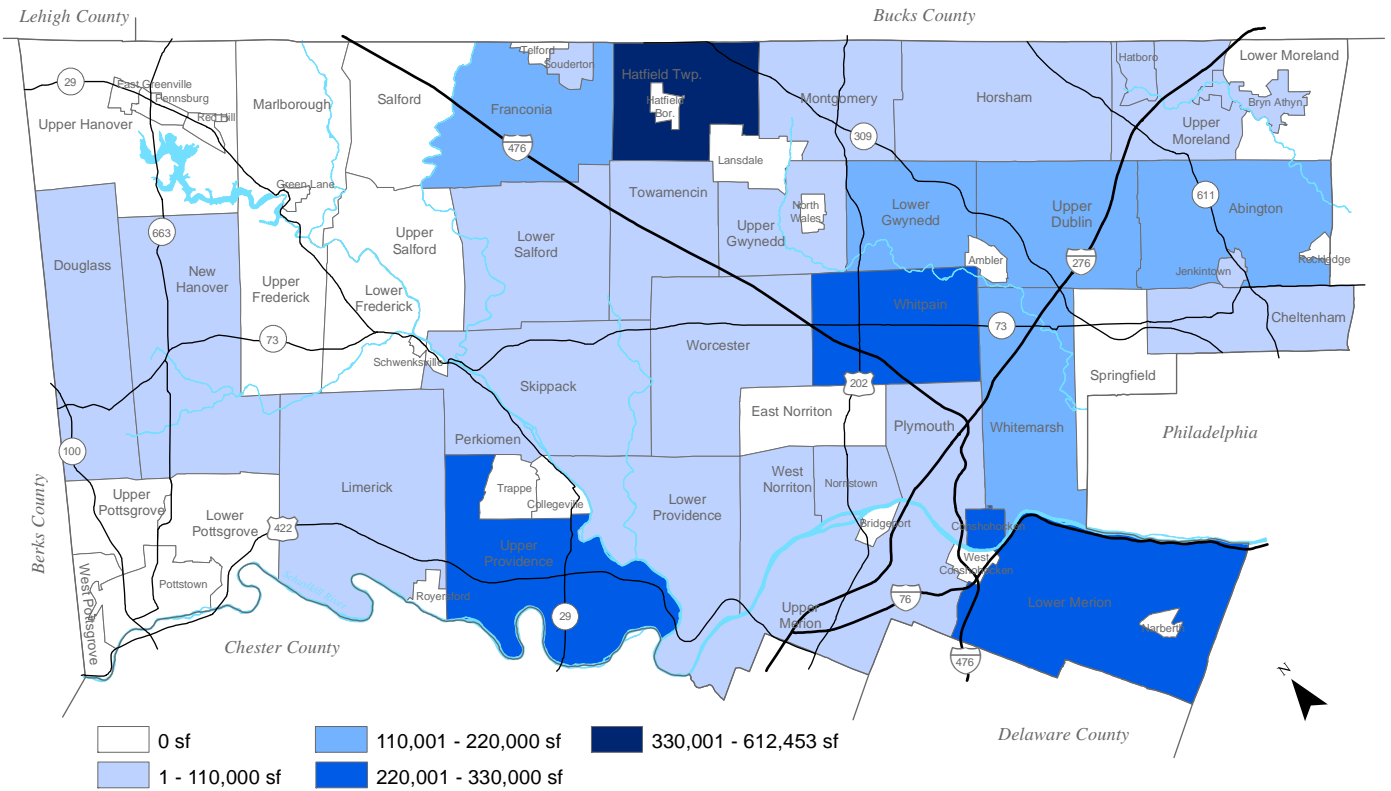 Lehigh County
Bucks County
Telford
Souderton
Hatfield Twp.
Hatfield
Bor.
Hatboro
Lower Moreland
29
East Greenville
Pennsburg
Red Hill
Upper Hanover
Marlborough
Salford
Franconia
476
Montgomery
309
Horsham
Upper
Moreland
Bryn Athyn
Lansdale
Green Lane
Towamencin
North
Wales
Upper
Gwynedd
Lower
Gwynedd
Upper
Dublin
611
Abington
663
Douglass
New
Hanover
Upper
Salford
Lower
Salford
Ambler
276
Jenkintown
Rockledge
Upper
Frederick
Lower
Frederick
Whitpain
73
73
Cheltenham
Schwenksville
Worcester
Skippack
202
Springfield
East Norriton
Plymouth
Whitemarsh
Philadelphia
Perkiomen
100
Berks County
Limerick
Trappe
Collegeville
Lower
Providence
West
Norriton
Norristown
Bridgeport
Conshohocken
West
Conshohocken
Upper
Pottsgrove
Lower
Pottsgrove
422
Upper
Providence
West Pottsgrove
Pottstown
Schuylkill River
Royersford
29
Upper
Merion
76
Lower Merion
Narberth
476
Chester County
Delaware County
N
0 sf
1 - 110,000 sf
110,001 - 220,000 sf
220,001 - 330,000 sf
330,001 - 612,453 sf